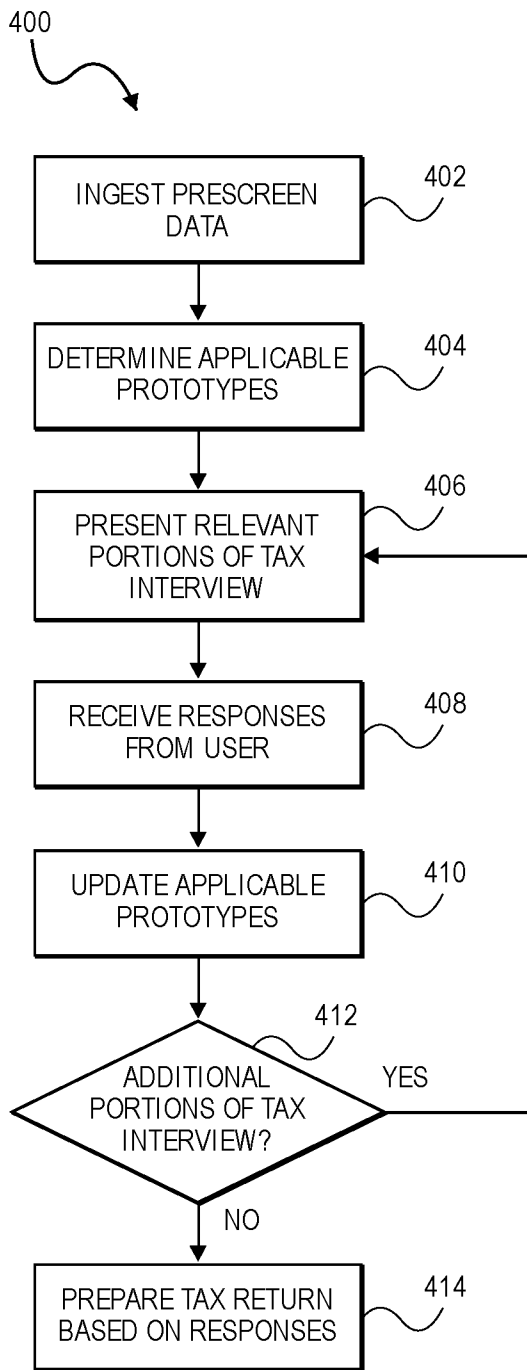 400
INGEST PRESCREEN
DATA
402
DETERMINE APPLICABLE
PROTOTYPES
404
PRESENT RELEVANT
PORTIONS OF TAX
INTERVIEW
406
RECEIVE RESPONSES
FROM USER
408
UPDATE APPLICABLE
PROTOTYPES
410
412
ADDITIONAL
PORTIONS OF TAX
INTERVIEW?
YES
NO
PREPARE TAX RETURN
BASED ON RESPONSES
414